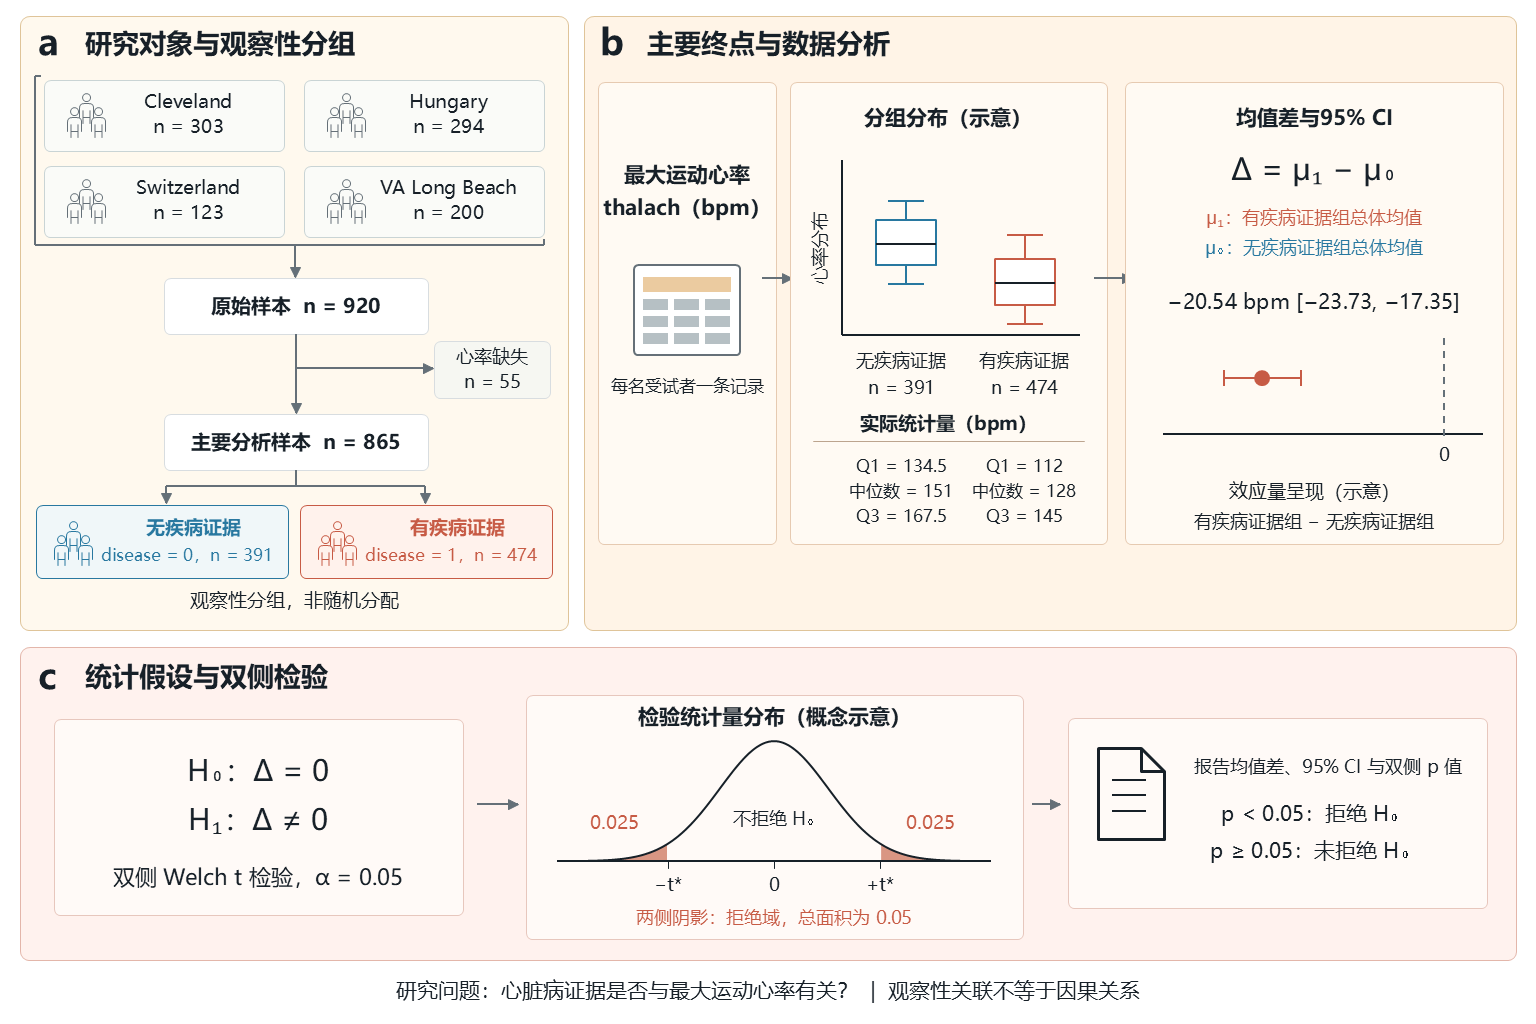 a 研究对象与观察性分组
Cleveland
n = 303
Hungary
n = 294
Switzerland
n = 123
VA Long Beach
n = 200
原始样本 n = 920
心率缺失
n = 55
主要分析样本 n = 865
无疾病证据
disease = 0，n = 391
有疾病证据
disease = 1，n = 474
观察性分组，非随机分配
b 主要终点与数据分析
最大运动心率
thalach（bpm）
每名受试者一条记录
分组分布（示意）
心率分布
无疾病证据
n = 391
有疾病证据
n = 474
实际统计量（bpm）
Q1 = 134.5
中位数 = 151
Q3 = 167.5
Q1 = 112
中位数 = 128
Q3 = 145
均值差与95% CI
Δ = μ₁ − μ₀
μ₁：有疾病证据组总体均值
μ₀：无疾病证据组总体均值
−20.54 bpm [−23.73, −17.35]
0
效应量呈现（示意）
有疾病证据组 − 无疾病证据组
c 统计假设与双侧检验
H₀：Δ = 0
H₁：Δ ≠ 0
双侧 Welch t 检验，α = 0.05
检验统计量分布（概念示意）
0.025
不拒绝 H₀
0.025
−t*
0
+t*
两侧阴影：拒绝域，总面积为 0.05
报告均值差、95% CI 与双侧 p 值
p < 0.05：拒绝 H₀
p ≥ 0.05：未拒绝 H₀
研究问题：心脏病证据是否与最大运动心率有关？ | 观察性关联不等于因果关系